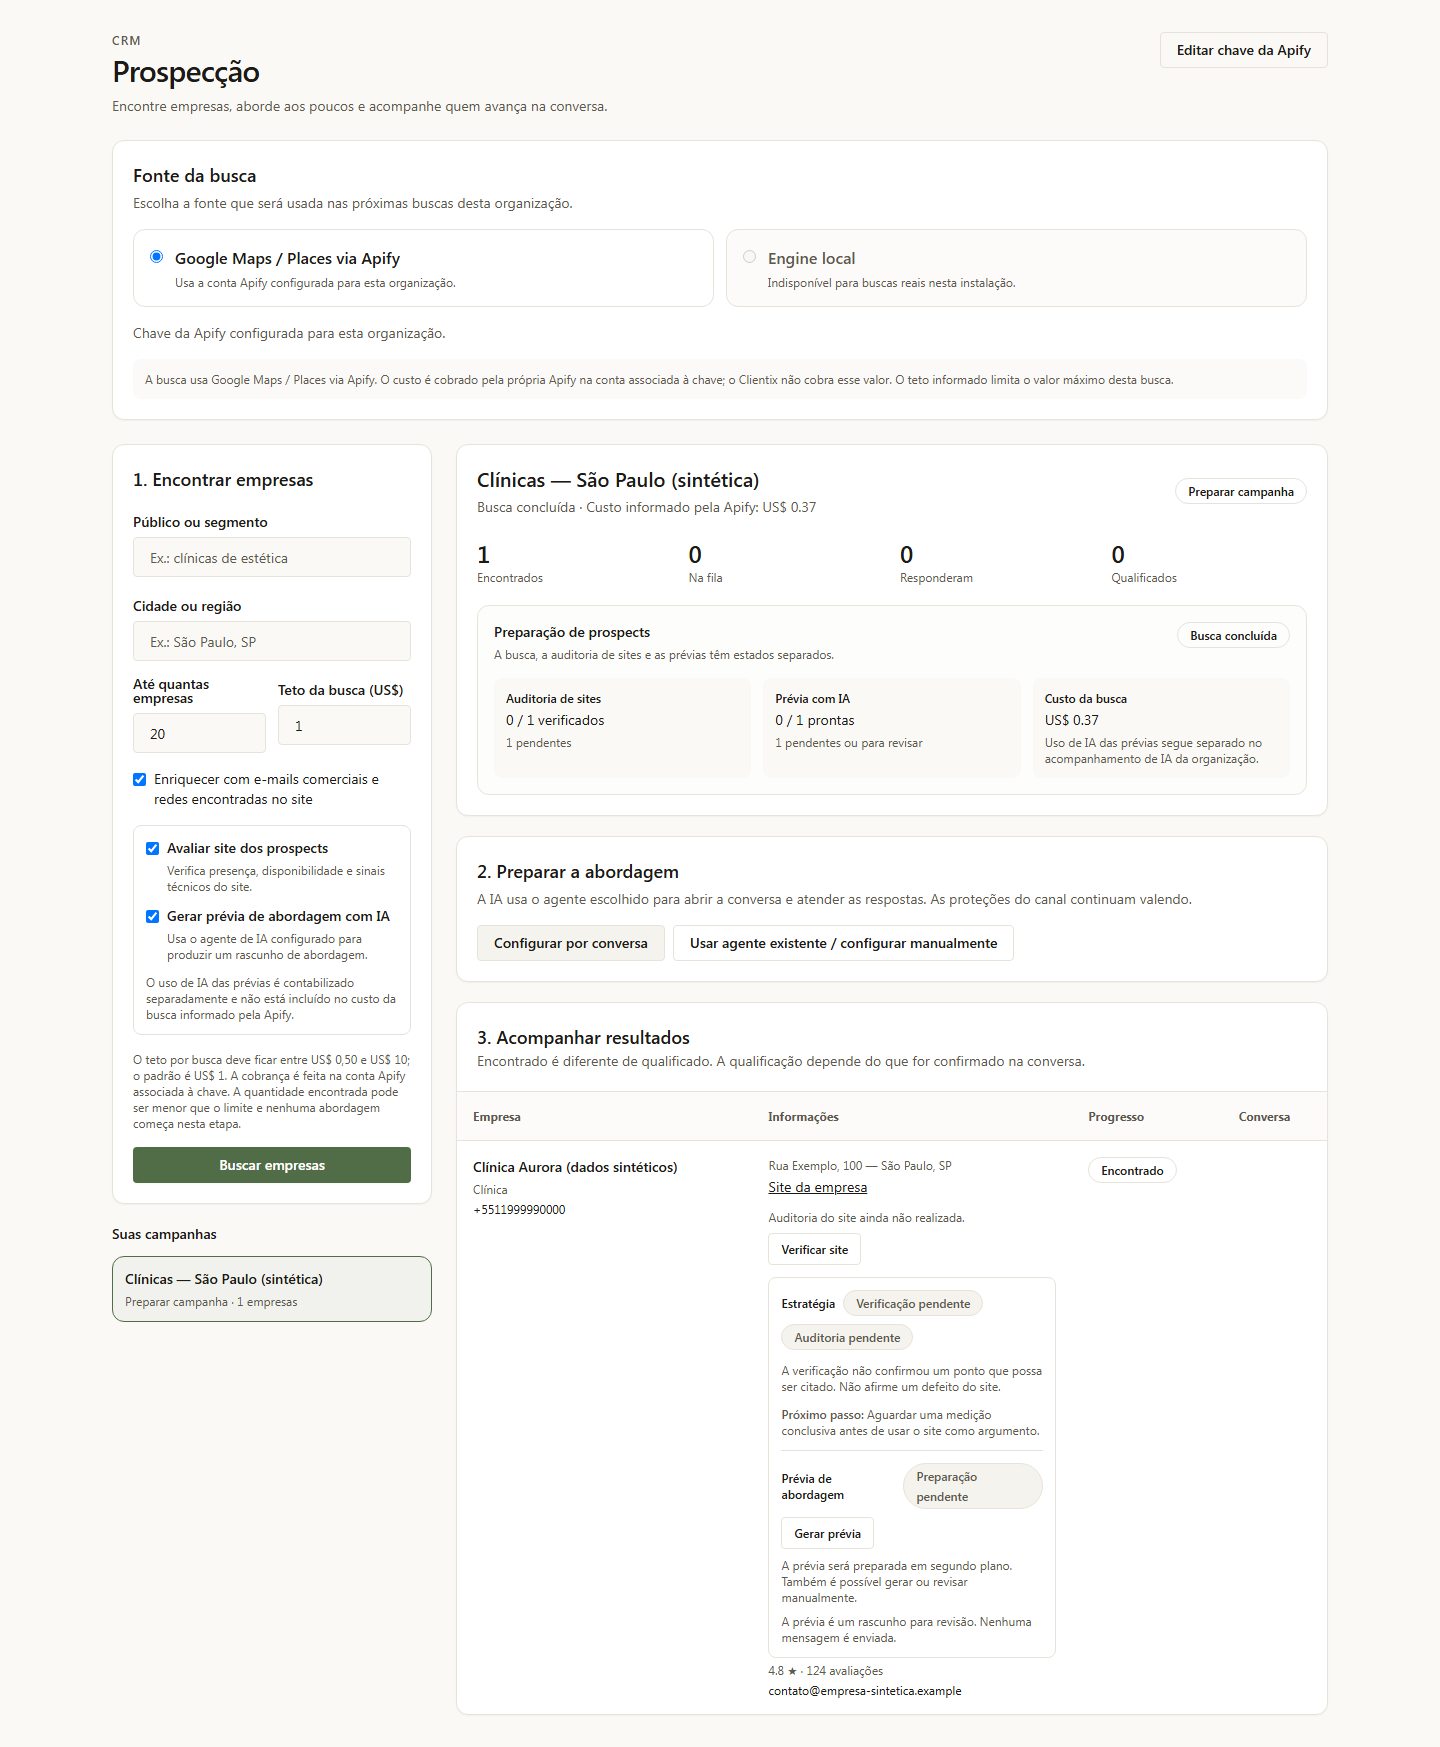 CRM
Prospecção
Encontre empresas, aborde aos poucos e acompanhe quem avança na conversa.
Editar chave da Apify
Fonte da busca
Escolha a fonte que será usada nas próximas buscas desta organização.
Google Maps / Places via Apify
Usa a conta Apify configurada para esta organização.
Engine local
Indisponível para buscas reais nesta instalação.
Chave da Apify configurada para esta organização.
A busca usa Google Maps / Places via Apify. O custo é cobrado pela própria Apify na conta associada à chave; o Clientix não cobra esse valor. O teto informado limita o valor máximo desta busca.
1. Encontrar empresas
Público ou segmento
Ex.: clínicas de estética
Cidade ou região
Ex.: São Paulo, SP
Até quantas
empresas
20
Teto da busca (US$)
1
Enriquecer com e-mails comerciais e
redes encontradas no site
Avaliar site dos prospects
Verifica presença, disponibilidade e sinais
técnicos do site.
Gerar prévia de abordagem com IA
Usa o agente de IA configurado para
produzir um rascunho de abordagem.
O uso de IA das prévias é contabilizado
separadamente e não está incluído no custo da
busca informado pela Apify.
O teto por busca deve ficar entre US$ 0,50 e US$ 10;
o padrão é US$ 1. A cobrança é feita na conta Apify
associada à chave. A quantidade encontrada pode
ser menor que o limite e nenhuma abordagem
começa nesta etapa.
Buscar empresas
Suas campanhas
Clínicas — São Paulo (sintética)
Preparar campanha · 1 empresas
Clínicas — São Paulo (sintética)
Busca concluída · Custo informado pela Apify: US$ 0.37
Preparar campanha
1
Encontrados
0
Na fila
0
Responderam
0
Qualificados
Preparação de prospects
A busca, a auditoria de sites e as prévias têm estados separados.
Busca concluída
Auditoria de sites
0 / 1 verificados
1 pendentes
Prévia com IA
0 / 1 prontas
1 pendentes ou para revisar
Custo da busca
US$ 0.37
Uso de IA das prévias segue separado no
acompanhamento de IA da organização.
2. Preparar a abordagem
A IA usa o agente escolhido para abrir a conversa e atender as respostas. As proteções do canal continuam valendo.
Configurar por conversa
Usar agente existente / configurar manualmente
3. Acompanhar resultados
Encontrado é diferente de qualificado. A qualificação depende do que for confirmado na conversa.
Empresa
Informações
Progresso
Conversa
Clínica Aurora (dados sintéticos)
Clínica
+5511999990000
Rua Exemplo, 100 — São Paulo, SP
Site da empresa
Auditoria do site ainda não realizada.
Verificar site
Estratégia
Verificação pendente
Auditoria pendente
A verificação não confirmou um ponto que possa
ser citado. Não afirme um defeito do site.
Próximo passo: Aguardar uma medição
conclusiva antes de usar o site como argumento.
Prévia de
abordagem
Preparação
pendente
Gerar prévia
A prévia será preparada em segundo plano.
Também é possível gerar ou revisar
manualmente.
A prévia é um rascunho para revisão. Nenhuma
mensagem é enviada.
4.8 ★ · 124 avaliações
contato@empresa-sintetica.example
Encontrado